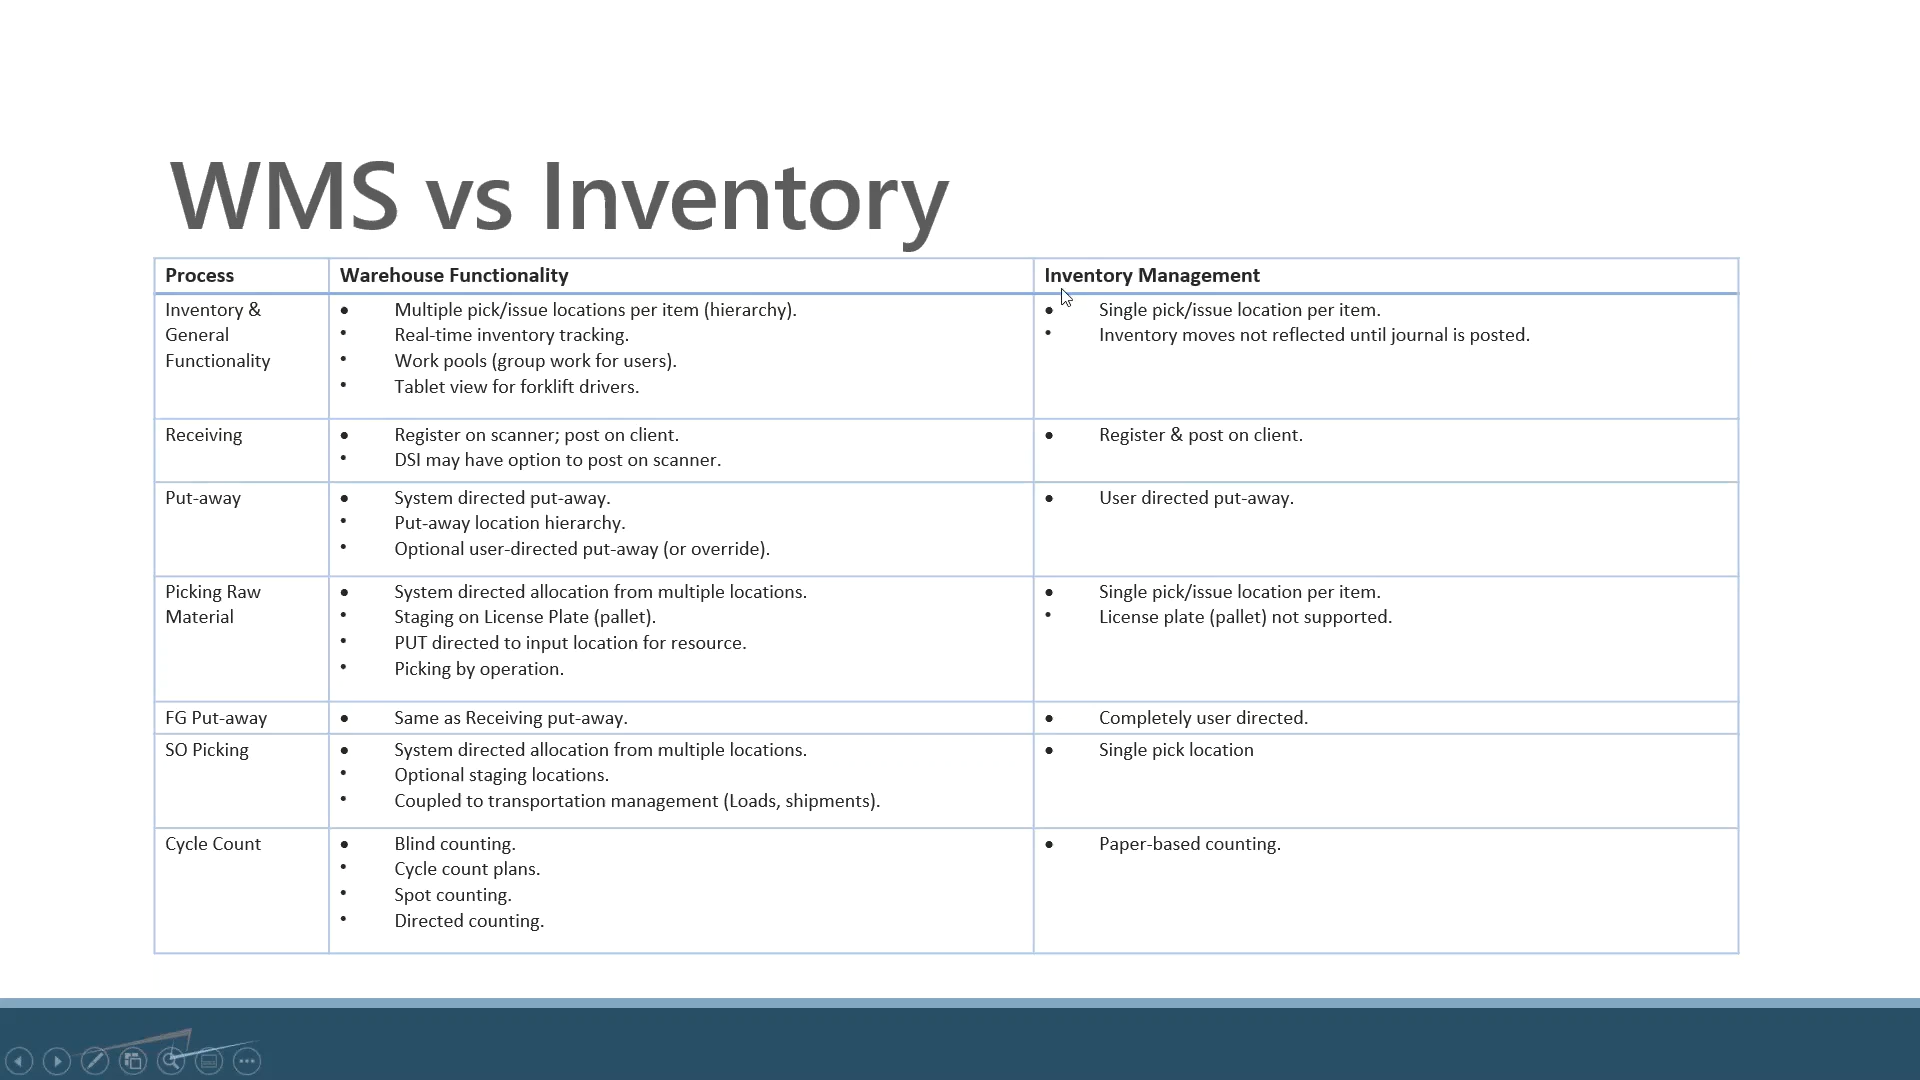 WMS vs Inventory
Process
Warehouse Functionality
Inventory Management
Inventory &
General
Functionality
• Multiple pick/issue locations per item (hierarchy).
• Real-time inventory tracking.
• Work pools (group work for users).
• Tablet view for forklift drivers.
• Single pick/issue location per item.
• Inventory moves not reflected until journal is posted.
Receiving
• Register on scanner; post on client.
• DSI may have option to post on scanner.
• Register & post on client.
Put-away
• System directed put-away.
• Put-away location hierarchy.
• Optional user-directed put-away (or override).
• User directed put-away.
Picking Raw
Material
• System directed allocation from multiple locations.
• Staging on License Plate (pallet).
• PUT directed to input location for resource.
• Picking by operation.
• Single pick/issue location per item.
• License plate (pallet) not supported.
FG Put-away
• Same as Receiving put-away.
• Completely user directed.
SO Picking
• System directed allocation from multiple locations.
• Optional staging locations.
• Coupled to transportation management (Loads, shipments).
• Single pick location
Cycle Count
• Blind counting.
• Cycle count plans.
• Spot counting.
• Directed counting.
• Paper-based counting.